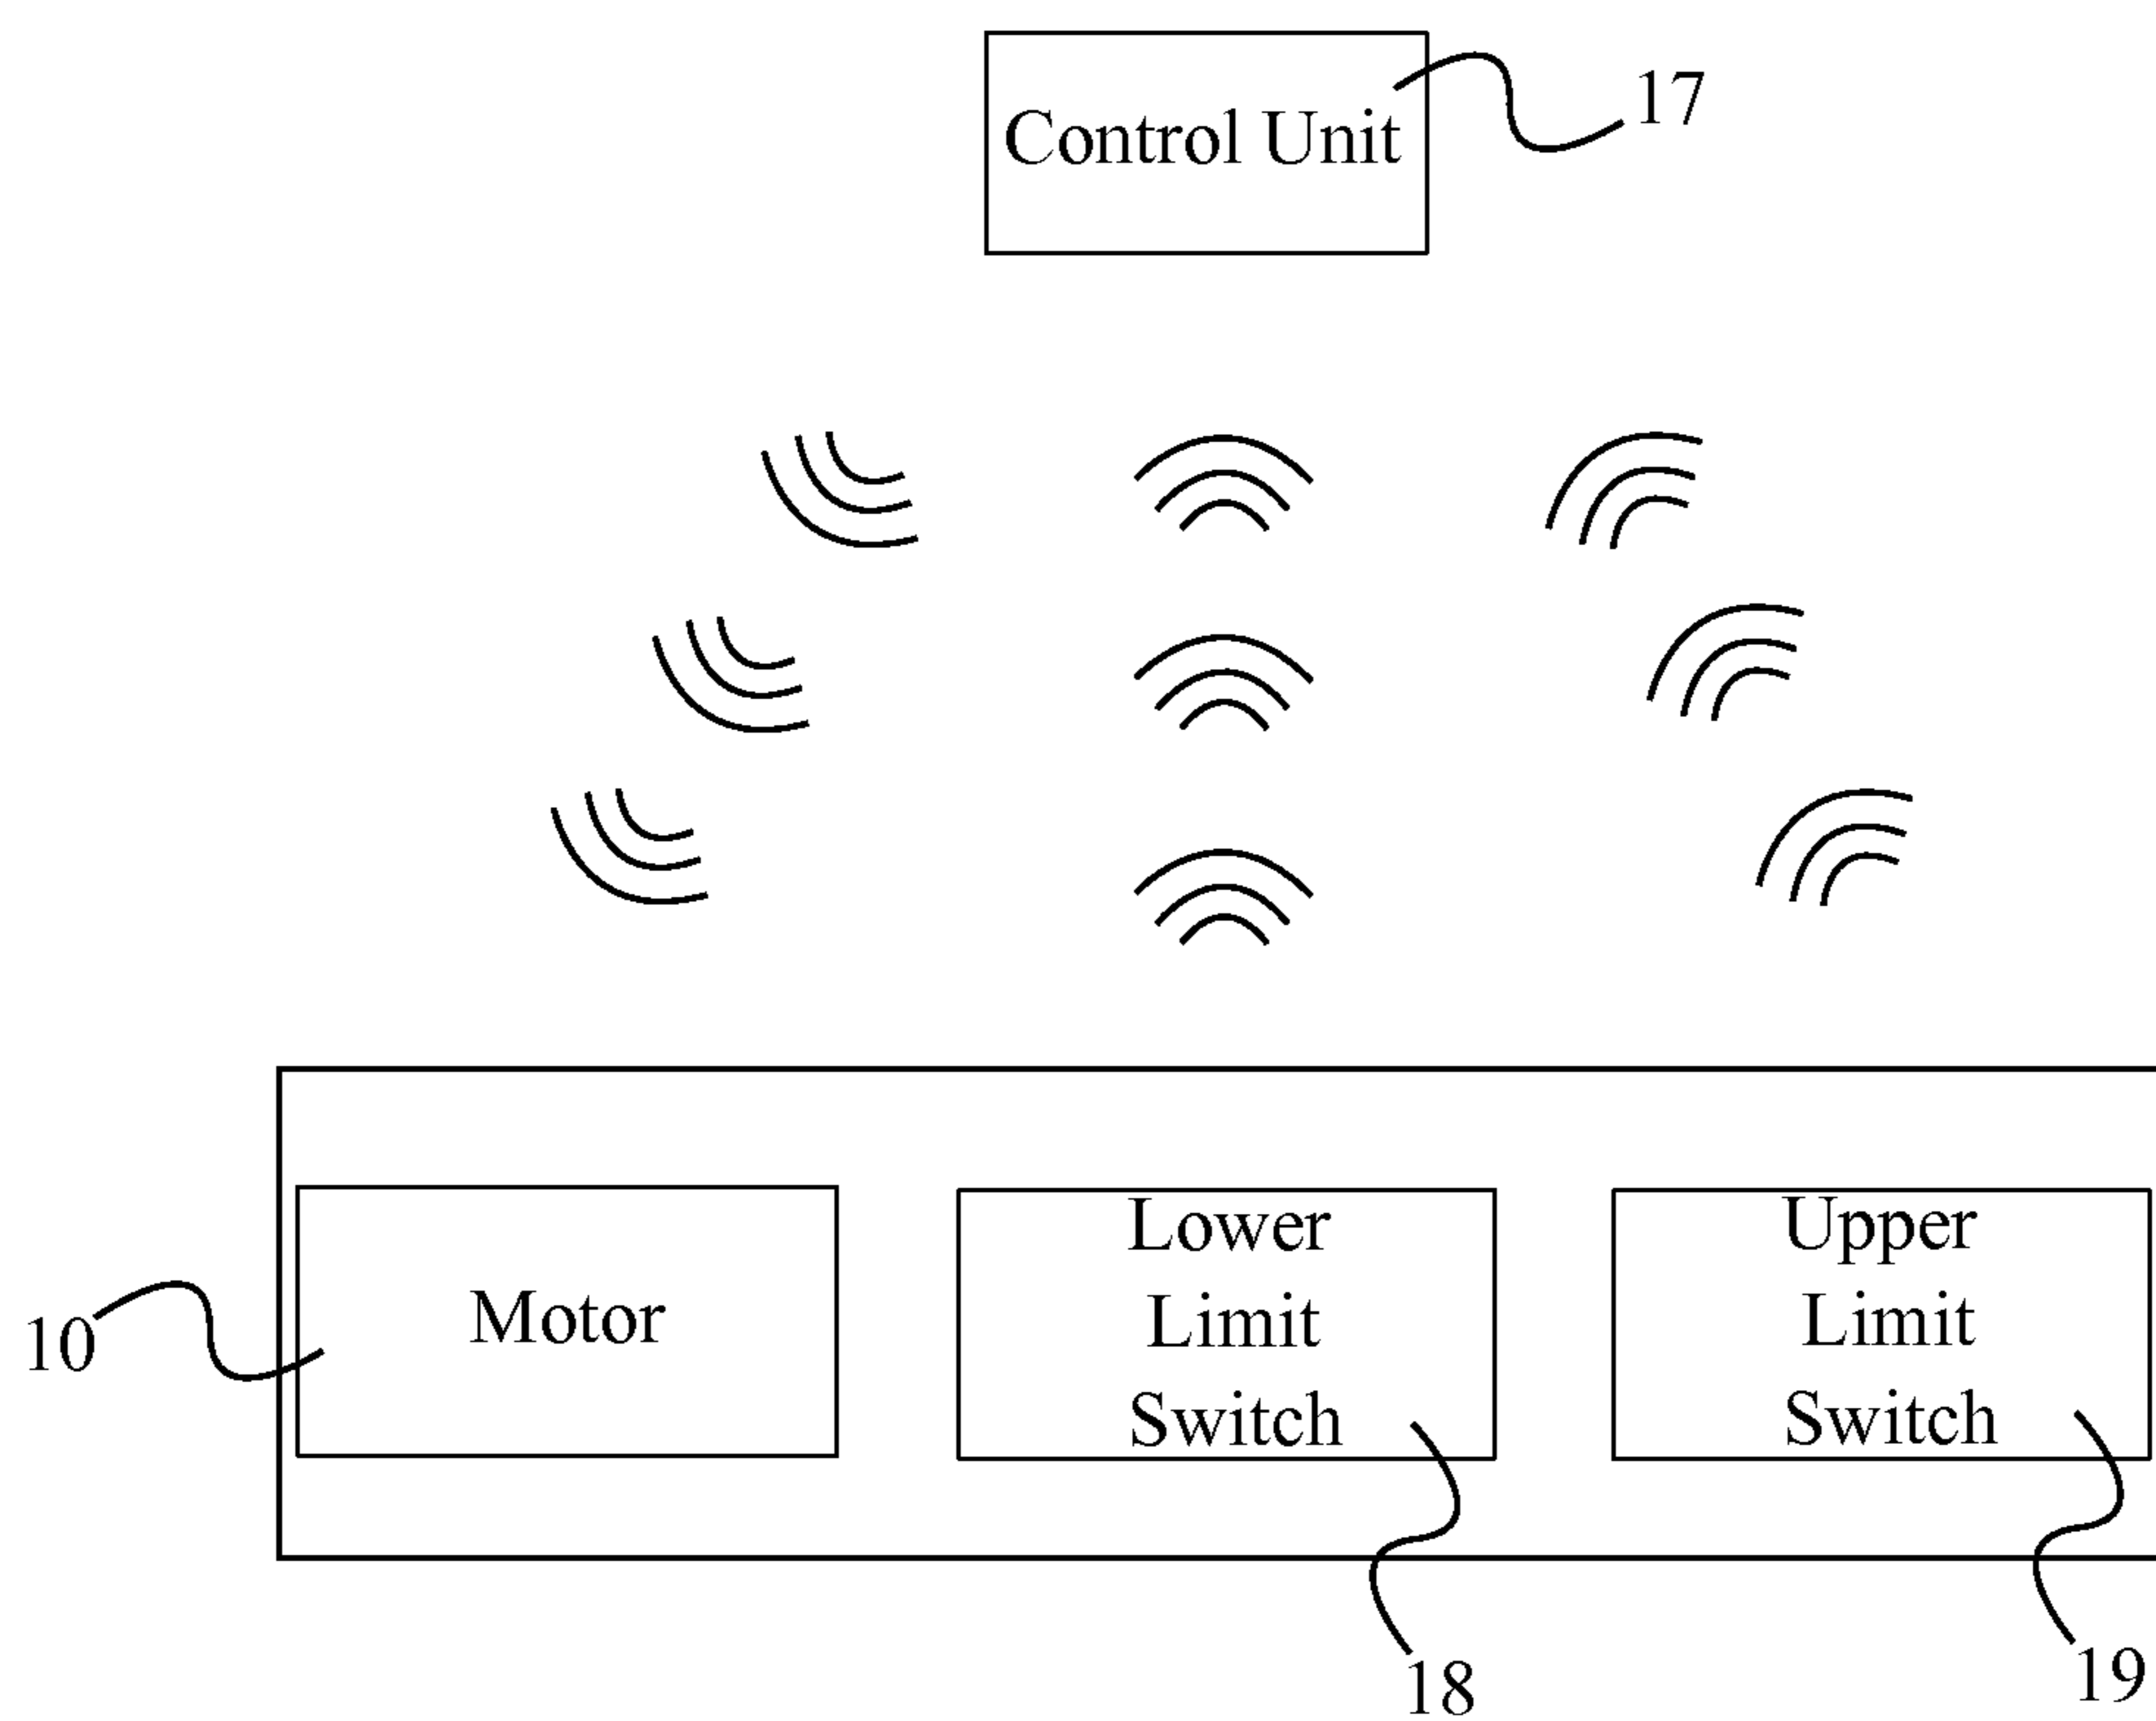 Control Unit
17
Motor
Lower
Limit
Switch
Upper
Limit
Switch
10
18
19